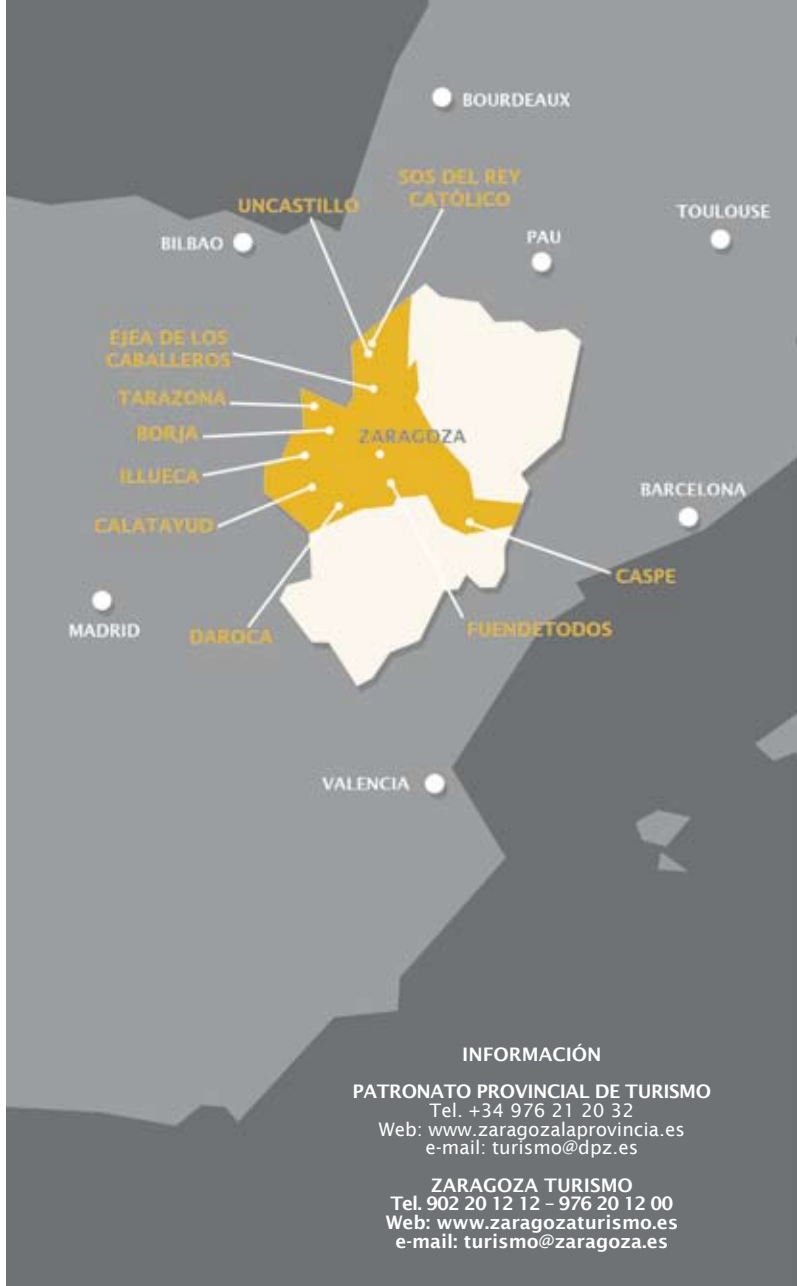 BOURDEAUX
SOS DEL REY
CATÓLICO
UNCASTILLO
TOULOUSE
BILBAO
PAU
EJEA DE LOS
CABALLEROS
TARAZONA
BORJA
ZARAGOZA
ILLUECA
BARCELONA
CALATAYUD
CASPE
MADRID
DAROCA
FUENDETODOS
VALENCIA
INFORMACIÓN
PATRONATO PROVINCIAL DE TURISMO
Tel. +34 976 21 20 32
Web: www.zaragozalaprovincia.es
e-mail: turismo@dpz.es
ZARAGOZA TURISMO
Tel. 902 20 12 12 – 976 20 12 00
Web: www.zaragozaturismo.es
e-mail: turismo@zaragoza.es